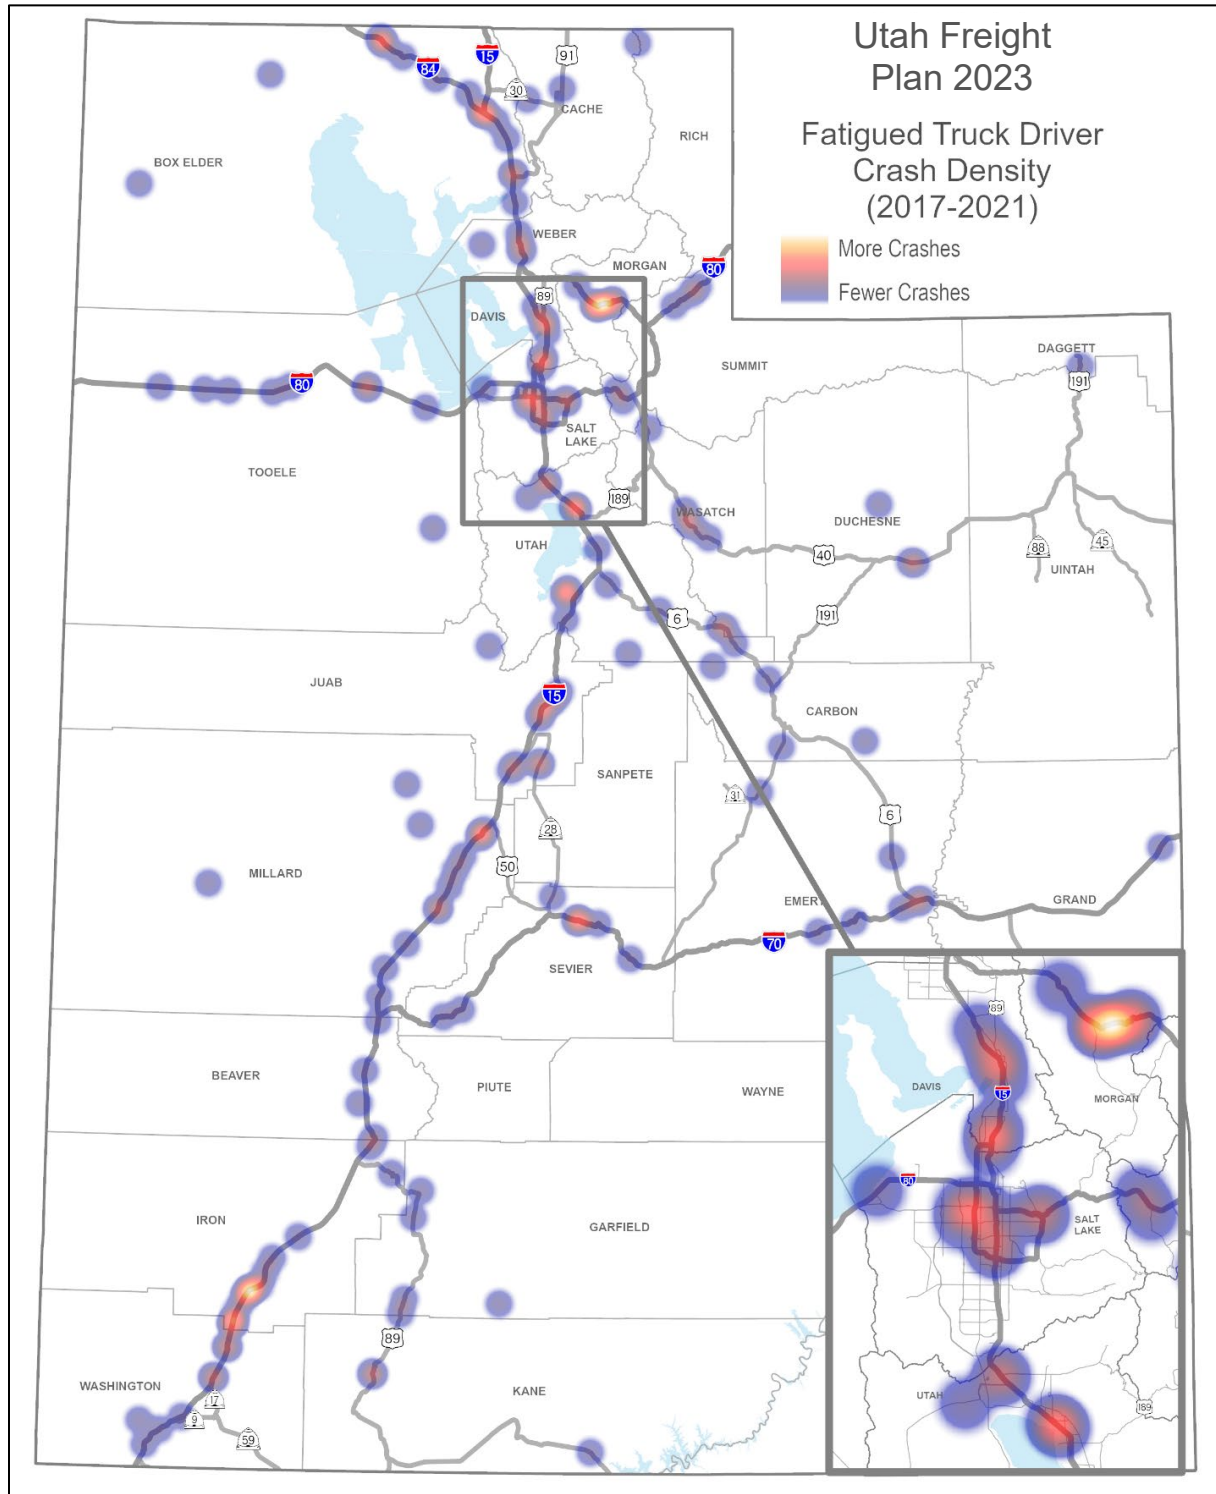 Utah Freight
Plan 2023
Fatigued Truck Driver
Crash Density
(2017-2021)
More Crashes
Fewer Crashes
15
91
84
30
CACHE
RICH
BOX ELDER
WEBER
MORGAN
80
89
DAVIS
SUMMIT
DAGGETT
191
80
SALT
LAKE
TOOELE
189
WASATCH
DUCHESNE
UTAH
40
88
45
UINTAH
6
191
JUAB
15
CARBON
SANPETE
31
28
6
50
MILLARD
EMERY
GRAND
70
SEVIER
BEAVER
PIUTE
WAYNE
IRON
GARFIELD
89
WASHINGTON
KANE
17
9
59
89
DAVIS
15
MORGAN
80
SALT
LAKE
UTAH
189